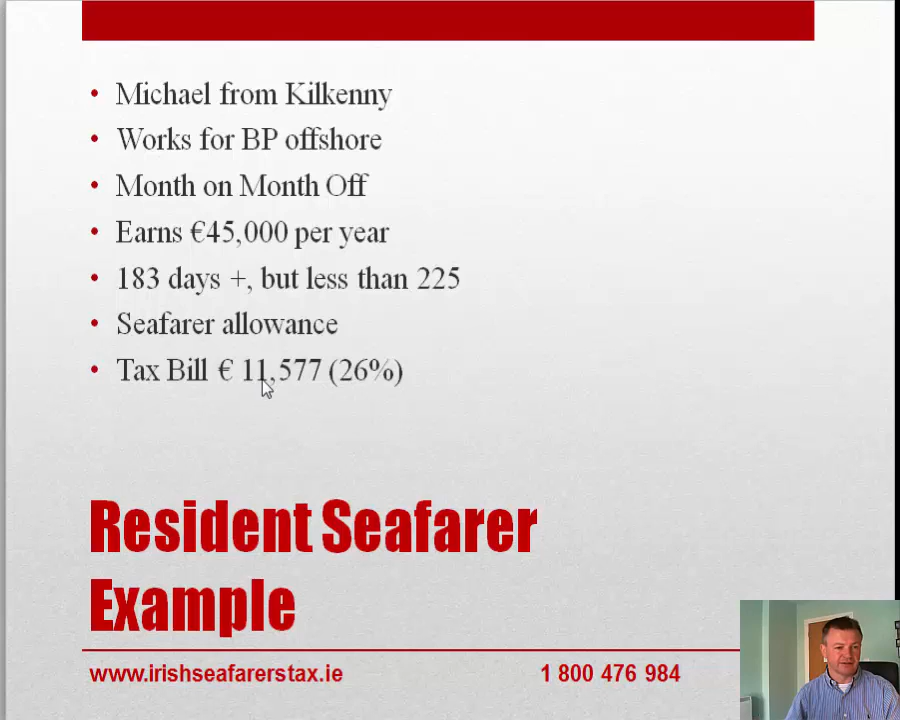 Michael from Kilkenny
Works for BP offshore
Month on Month Off
Earns €45,000 per year
183 days +, but less than 225
Seafarer allowance
Tax Bill € 11,577 (26%)
Resident Seafarer
Example
www.irishseafarerstax.ie
1 800 476 984